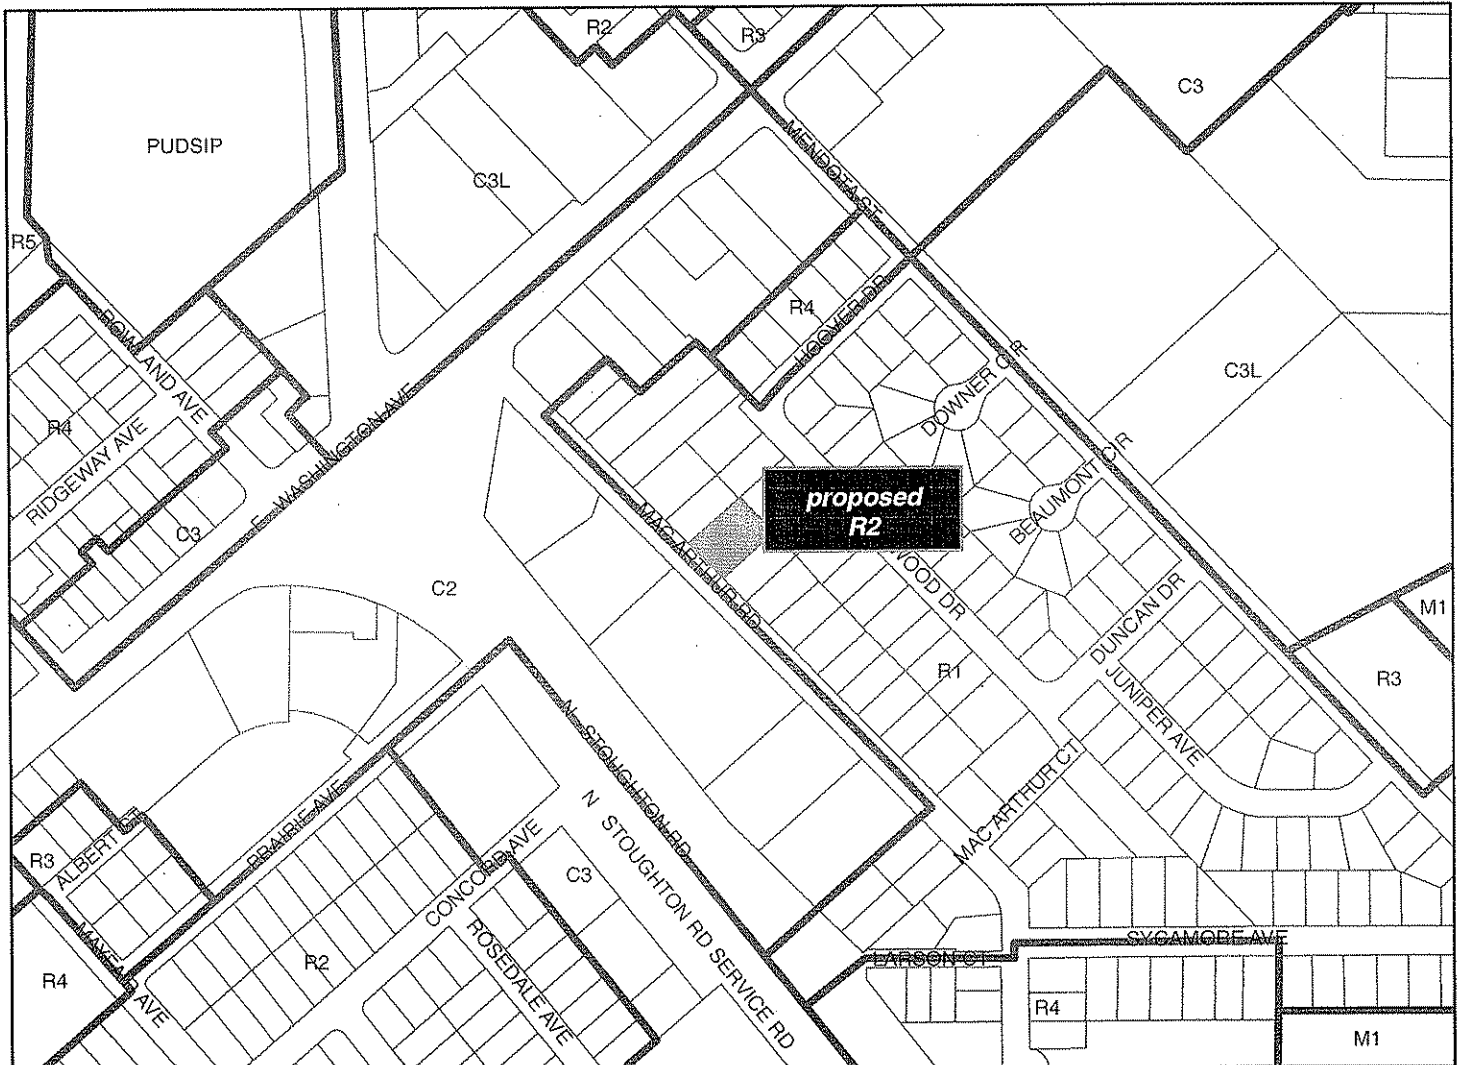 R2
R3
C3
PUDSIP
MENDOTA ST
C3L
R5
R4
HOOVER DR
ROWLAND AVE
DOWNER CIR
C3L
E WASHINGTON AVE
R4
RIDGEWAY AVE
BEAUMONT CIR
proposed
R2
C3
MAC ARTHUR RD
WOOD DR
C2
DUNCAN DR
M1
R1
JUNIPER AVE
R3
N STOUGHTON RD
MAC ARTHUR CT
PRAIRIE AVE
N STOUGHTON RD SERVICE RD
ALBERT CT
R3
CONCORD AVE
C3
ROSEDALE AVE
SYCAMORE AVE
LARSON CT
R2
R4
R4
AVE
M1